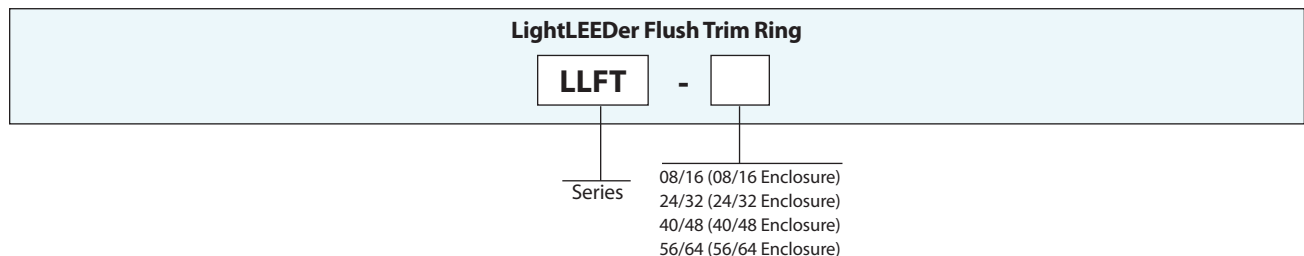 LightLEEDer Flush Trim Ring
LLFT -
Series
08/16 (08/16 Enclosure)
24/32 (24/32 Enclosure)
40/48 (40/48 Enclosure)
56/64 (56/64 Enclosure)